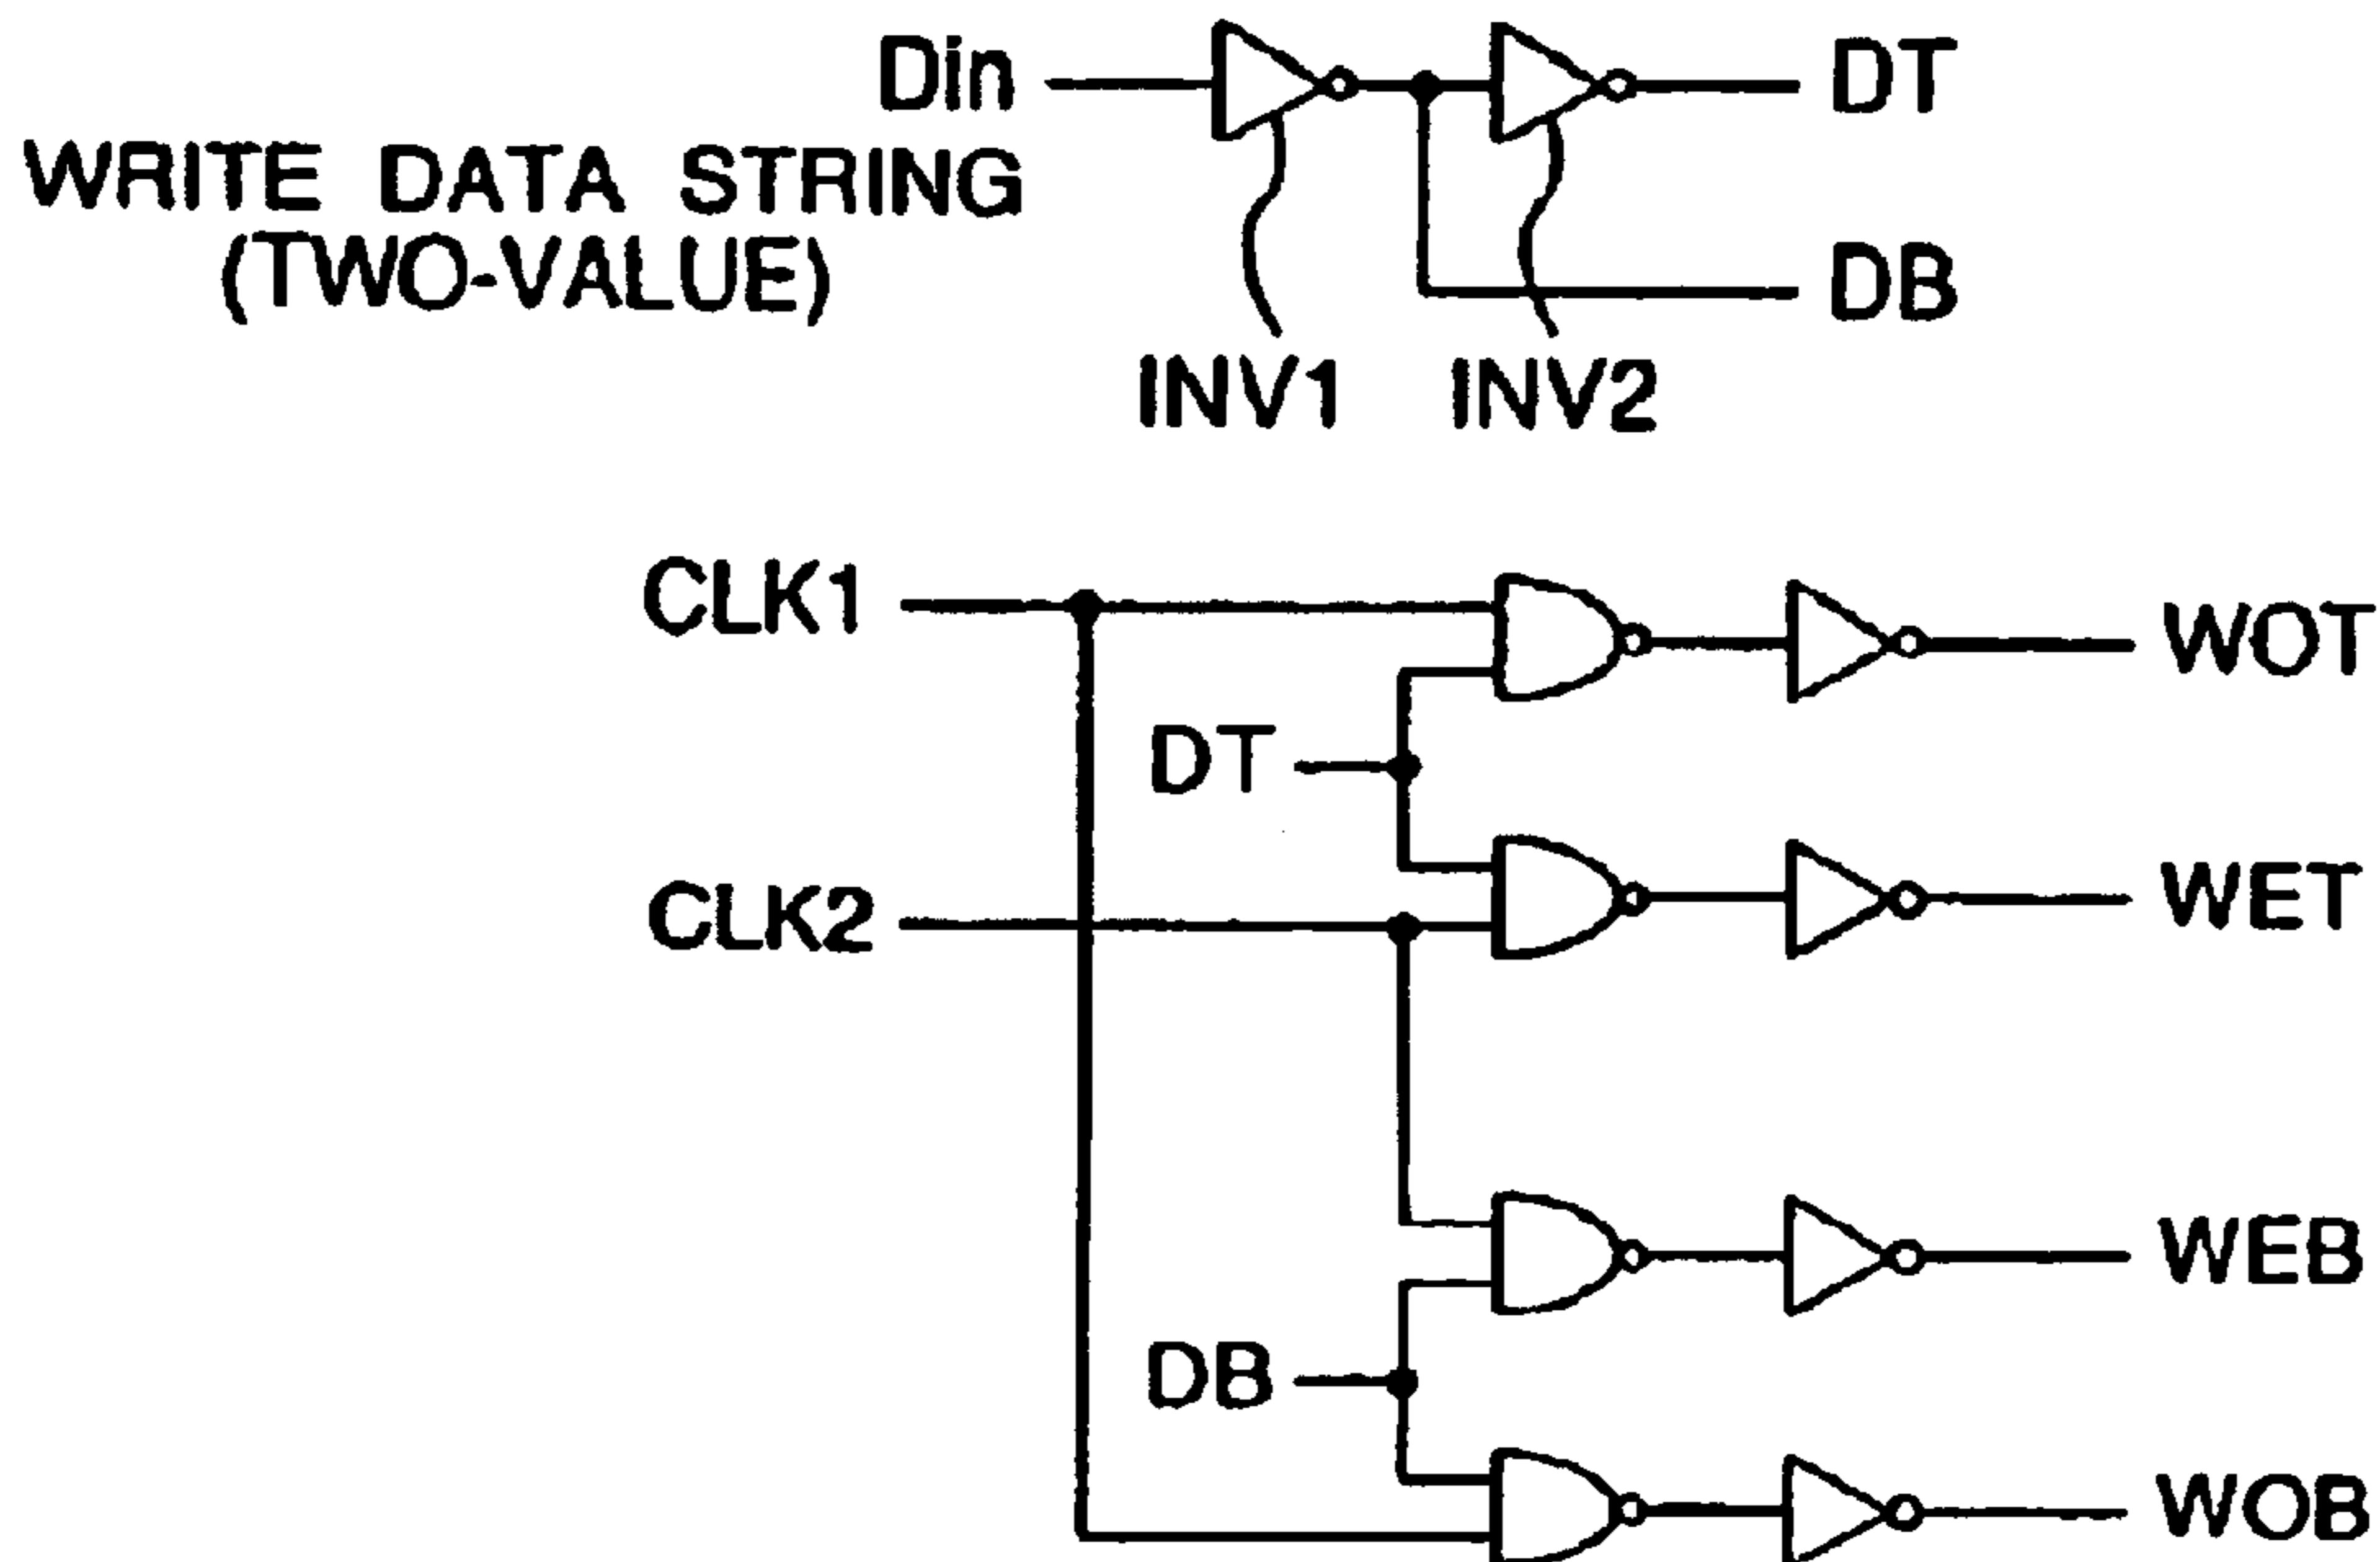 Din
DT
WRITE DATA STRING
(TWO-VALUE)
DB
INV1
INV2
CLK1
WOT
DT
CLK2
WET
WEB
DB
WOB